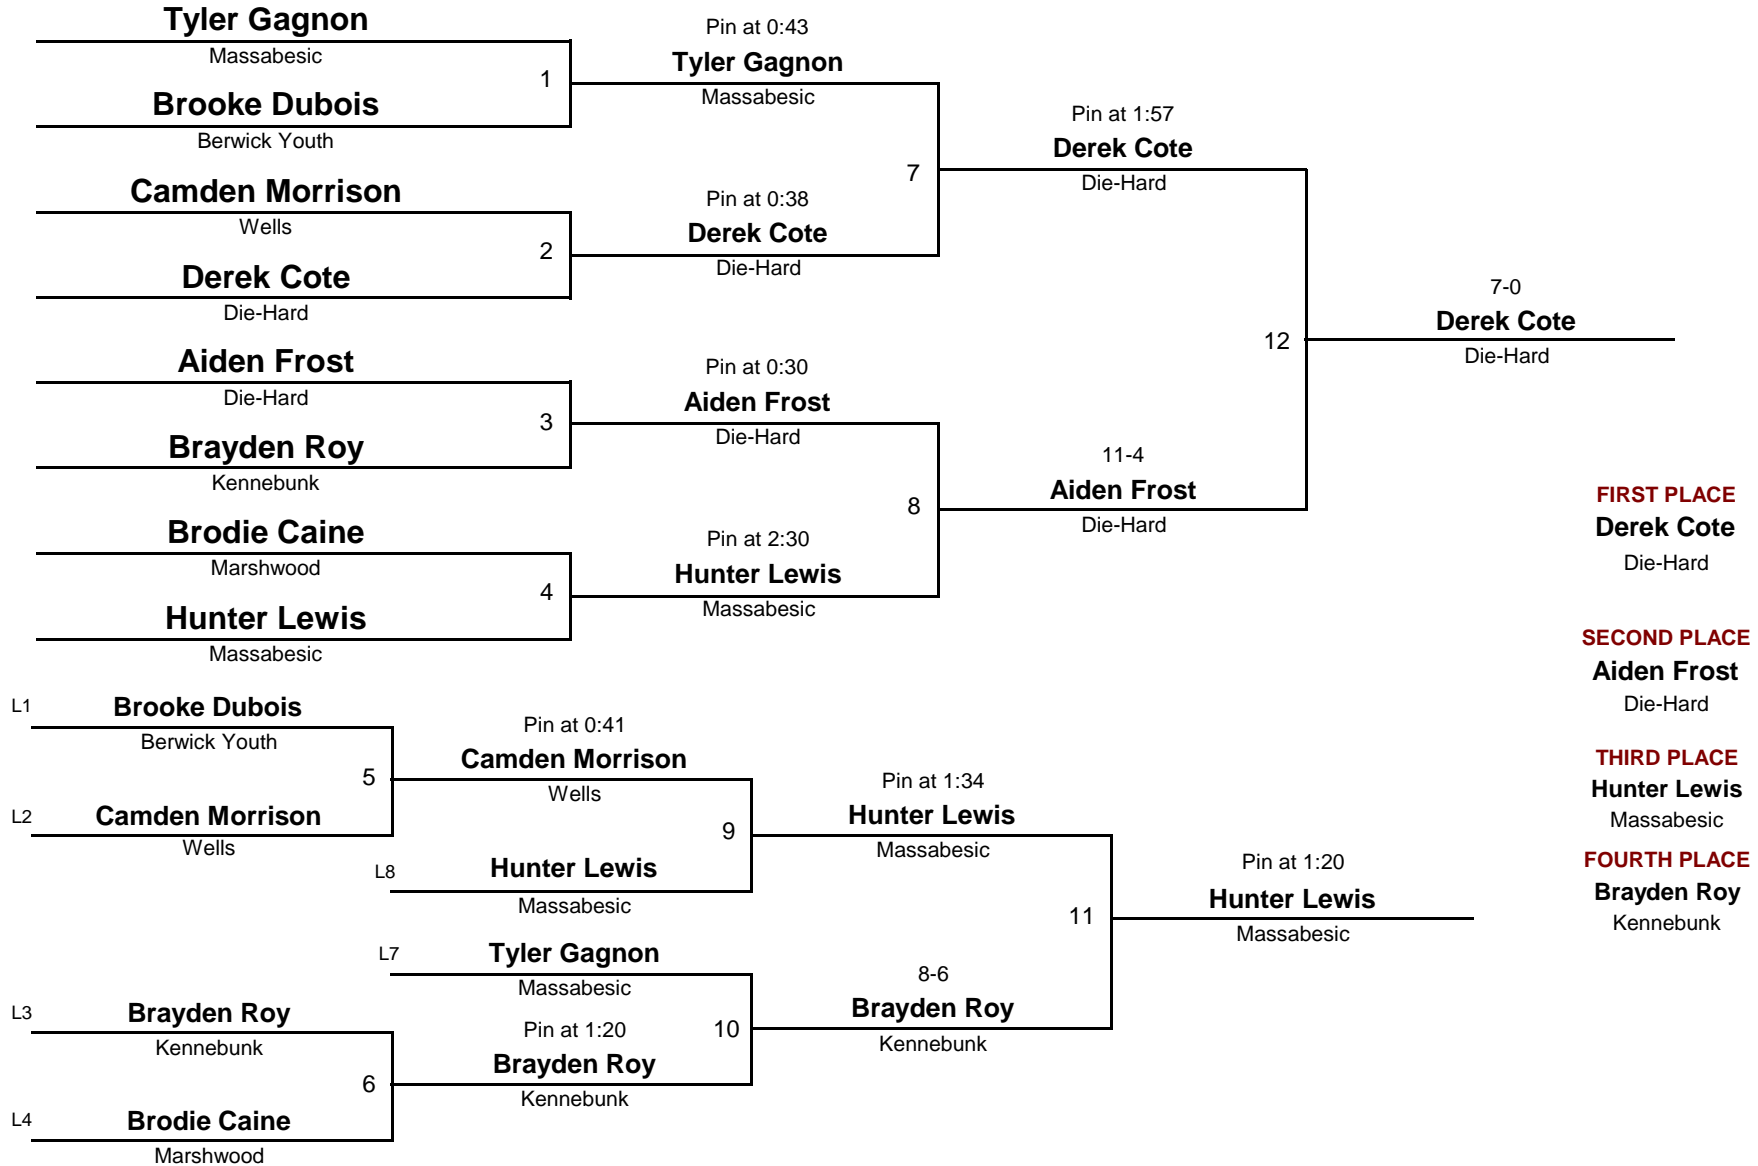 Tyler Gagnon
Massabesic
1
Brooke Dubois
Berwick Youth
Camden Morrison
Wells
2
Derek Cote
Die-Hard
Aiden Frost
Die-Hard
3
Brayden Roy
Kennebunk
Brodie Caine
Marshwood
4
Hunter Lewis
Massabesic
Pin at 0:43
Tyler Gagnon
Massabesic
7
Pin at 0:38
Derek Cote
Die-Hard
Pin at 0:30
Aiden Frost
Die-Hard
8
Pin at 2:30
Hunter Lewis
Massabesic
Pin at 1:57
Derek Cote
Die-Hard
12
11-4
Aiden Frost
Die-Hard
7-0
Derek Cote
Die-Hard
FIRST PLACE
Derek Cote
Die-Hard
SECOND PLACE
Aiden Frost
Die-Hard
THIRD PLACE
Hunter Lewis
Massabesic
FOURTH PLACE
Brayden Roy
Kennebunk
L1 Brooke Dubois
Berwick Youth
5
L2 Camden Morrison
Wells
Pin at 0:41
Camden Morrison
Wells
9
L8 Hunter Lewis
Massabesic
L7 Tyler Gagnon
Massabesic
10
L3 Brayden Roy
Kennebunk
6
L4 Brodie Caine
Marshwood
Pin at 1:20
Brayden Roy
Kennebunk
Pin at 1:34
Hunter Lewis
Massabesic
11
8-6
Brayden Roy
Kennebunk
Pin at 1:20
Hunter Lewis
Massabesic